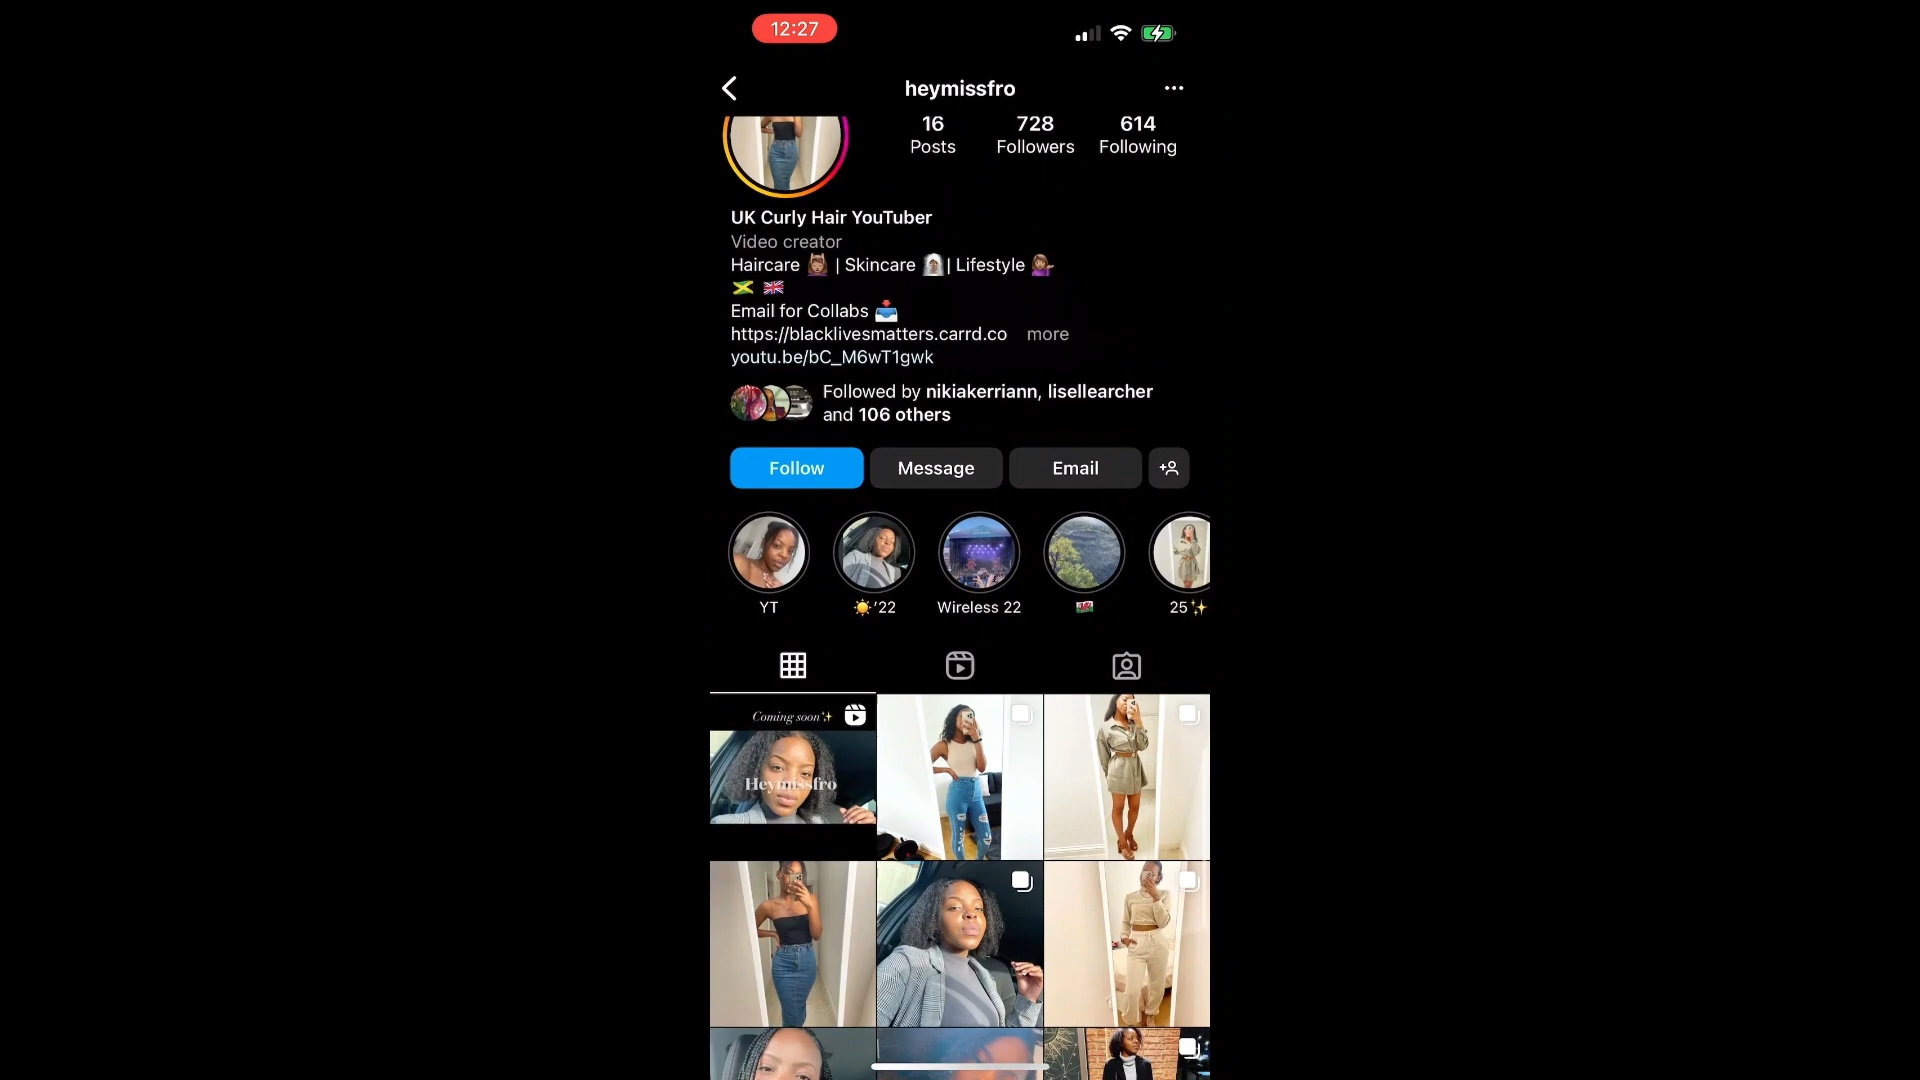 12:27
heymissfro
16 728 614
Posts Followers Following
UK Curly Hair YouTuber
Video creator
Haircare 💆🏽‍♀️ | Skincare 🧖🏽‍♀️| Lifestyle 💁🏽‍♀️
🇯🇲 🇬🇧
Email for Collabs 📥
https://blacklivesmatters.carrd.co more
youtu.be/bC_M6wT1gwk
Followed by nikiakerriann, lisellearcher
and 106 others
Follow Message Email
YT ☀️’22 Wireless 22 🏴󠁧󠁢󠁷󠁬󠁳󠁿 25✨
Coming soon✨
Heymissfro